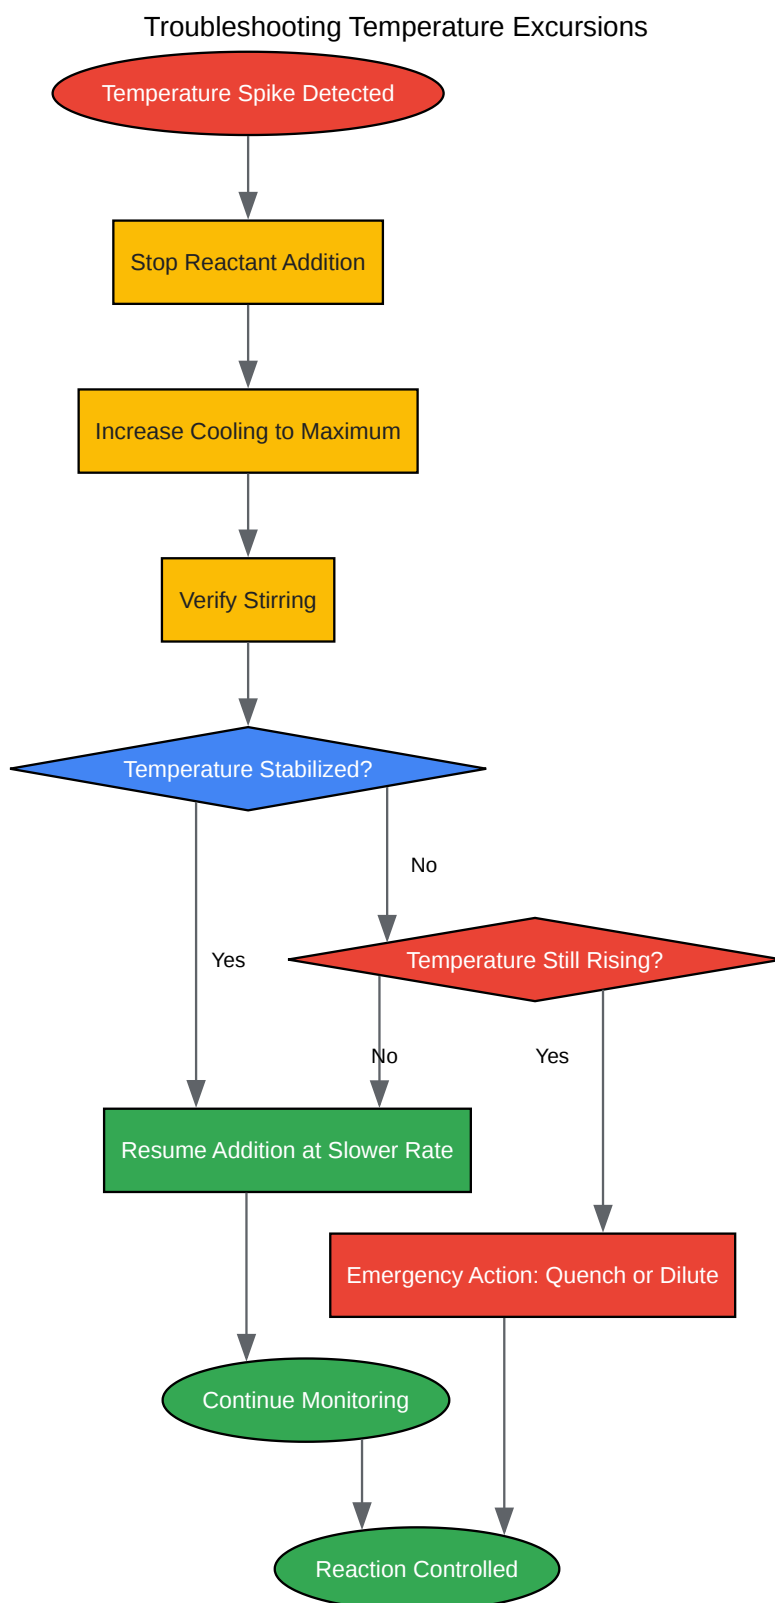 Troubleshooting Temperature Excursions
Temperature Spike Detected
Stop Reactant Addition
Increase Cooling to Maximum
Verify Stirring
Temperature Stabilized?
No
Yes
Temperature Still Rising?
No
Yes
Resume Addition at Slower Rate
Emergency Action: Quench or Dilute
Continue Monitoring
Reaction Controlled